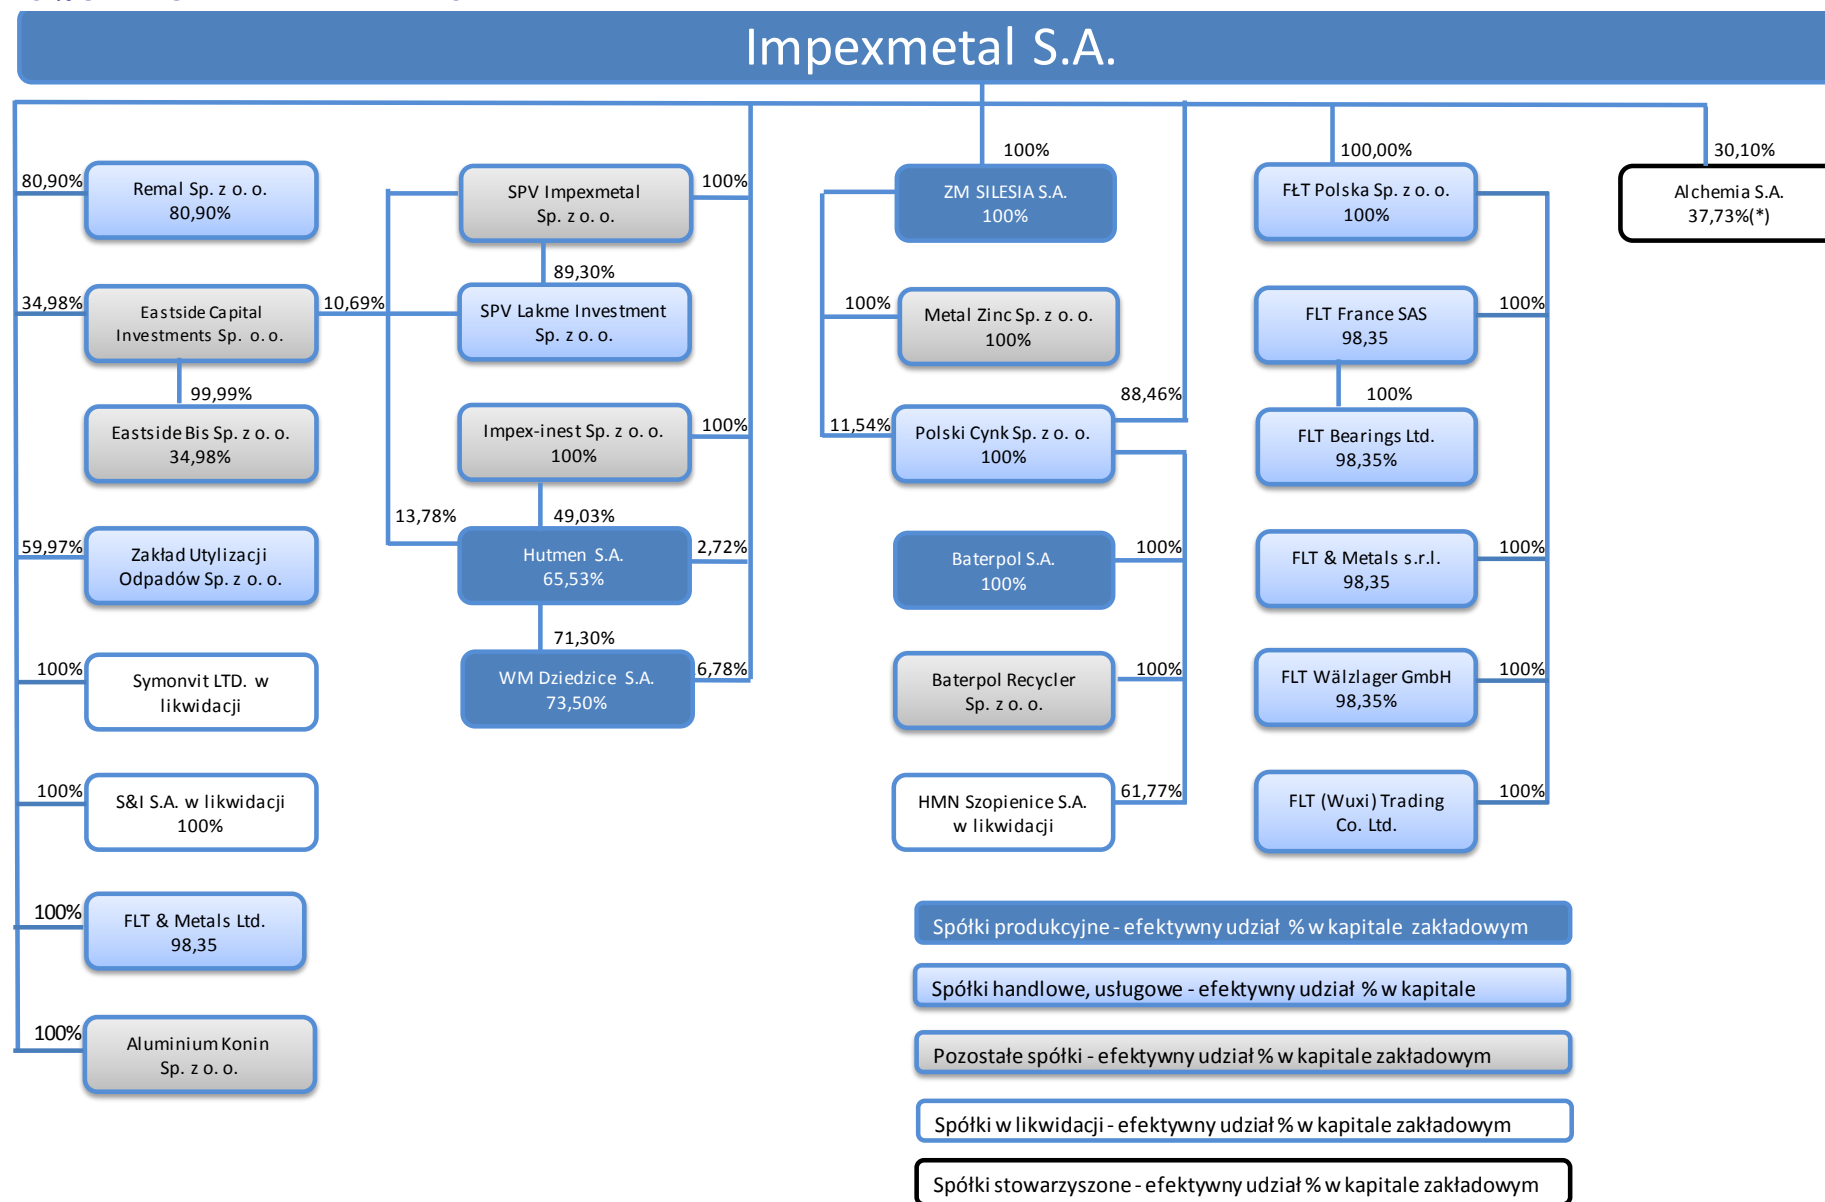 Impexmetal S.A.
80,90%
Remal Sp. z o. o.
80,90%
34,98%
Eastside Capital
Investments Sp. o. o.
10,69%
99,99%
Eastside Bis Sp. z o. o.
34,98%
59,97%
Zakład Utylizacji
Odpadów Sp. z o. o.
100%
Symonvit LTD. w
likwidacji
100%
S&I S.A. w likwidacji
100%
100%
FLT & Metals Ltd.
98,35
100%
Aluminium Konin
Sp. z o. o.
SPV Impexmetal
Sp. z o. o.
100%
89,30%
SPV Lakme Investment
Sp. z o. o.
Impex-inest Sp. z o. o.
100%
100%
13,78%
49,03%
Hutmen S.A.
65,53%
2,72%
71,30%
WM Dziedzice S.A.
73,50%
6,78%
100%
ZM SILESIA S.A.
100%
100%
Metal Zinc Sp. z o. o.
100%
88,46%
11,54%
Polski Cynk Sp. z o. o.
100%
Baterpol S.A.
100%
100%
Baterpol Recycler
Sp. z o. o.
100%
HMN Szopienice S.A.
w likwidacji
61,77%
100,00%
FŁT Polska Sp. z o. o.
100%
FLT France SAS
98,35
100%
100%
FLT Bearings Ltd.
98,35%
FLT & Metals s.r.l.
98,35
100%
FLT Wälzlager GmbH
98,35%
100%
FLT (Wuxi) Trading
Co. Ltd.
100%
30,10%
Alchemia S.A.
37,73%(*)
Spółki produkcyjne - efektywny udział % w kapitale zakładowym
Spółki handlowe, usługowe - efektywny udział % w kapitale
Pozostałe spółki - efektywny udział % w kapitale zakładowym
Spółki w likwidacji - efektywny udział % w kapitale zakładowym
Spółki stowarzyszone - efektywny udział % w kapitale zakładowym